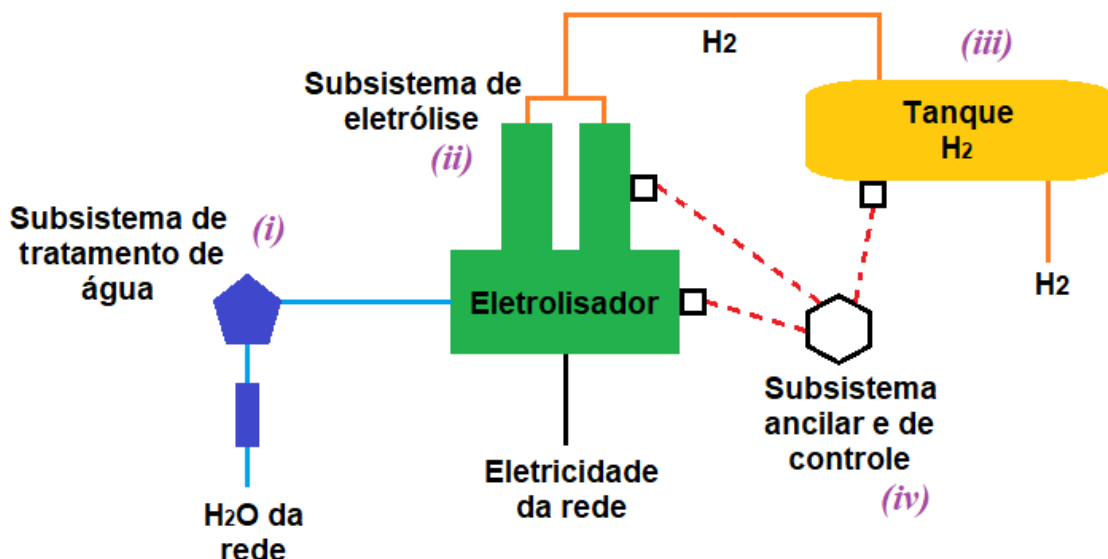 H2
(iii)
Subsistema de
eletrólise
(ii)
Tanque
H2
Subsistema de
tratamento de
água
(i)
Eletrolisador
H2
Subsistema
ancilar e de
controle
(iv)
Eletricidade
da rede
H2O da
rede